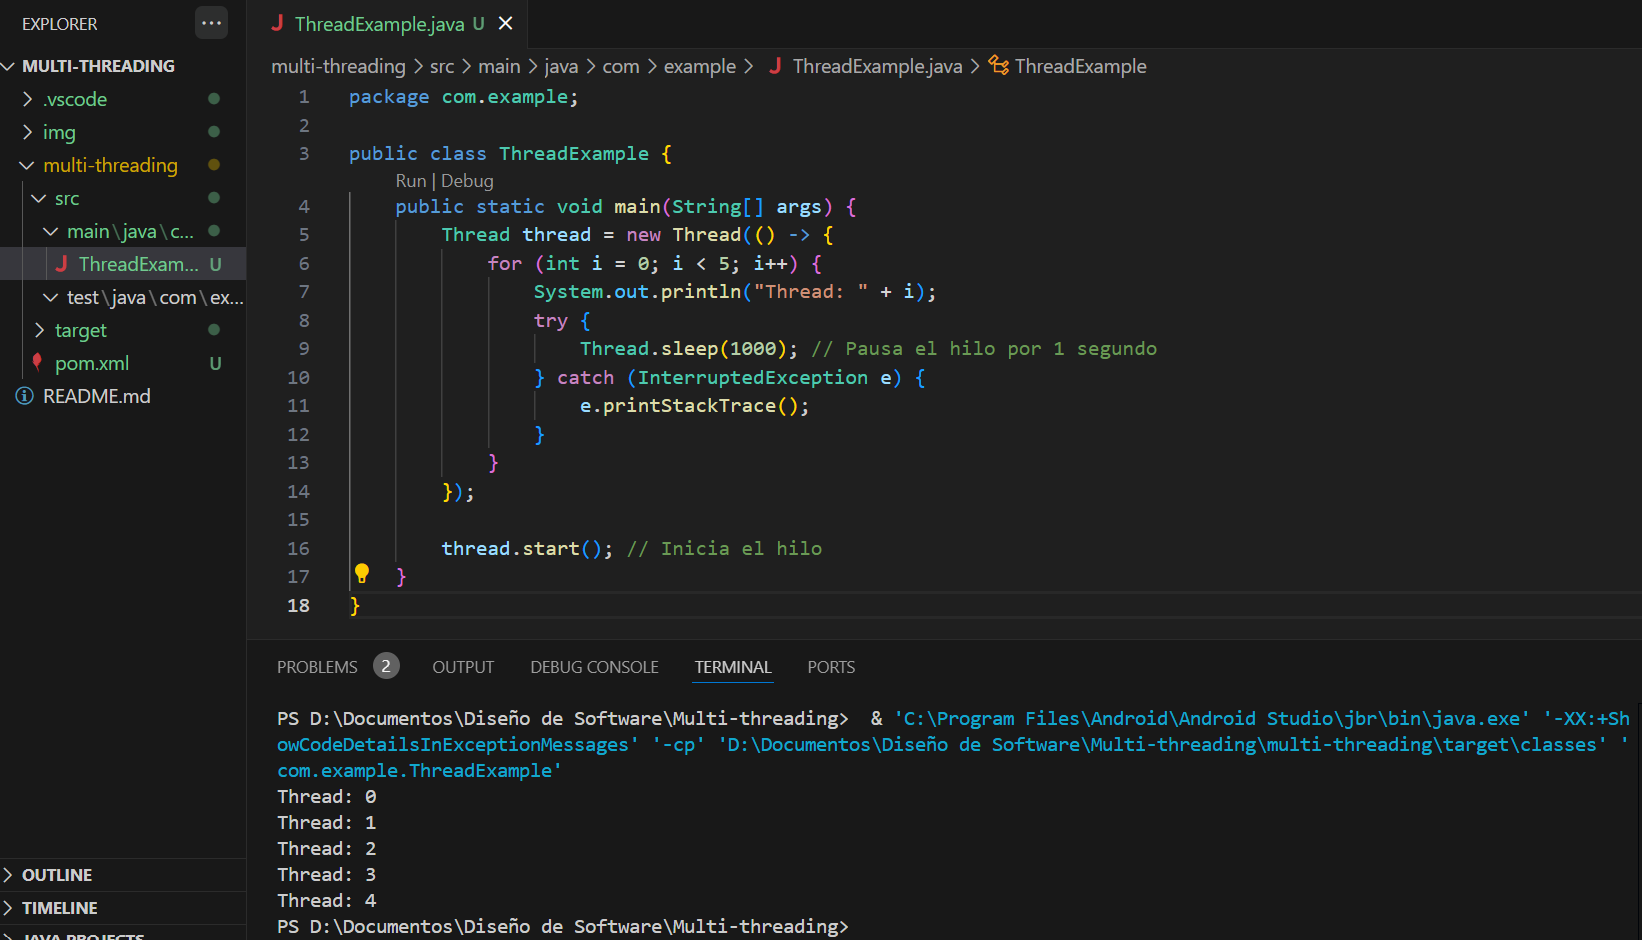 EXPLORER
MULTI-THREADING
.vscode
img
multi-threading
src
main\java\c...
J ThreadExam... U
test\java\com\ex...
target
pom.xml U
README.md
OUTLINE
TIMELINE
JAVA PROJECTS
J ThreadExample.java U
multi-threading > src > main > java > com > example > J ThreadExample.java > ThreadExample
1 package com.example;
2
3 public class ThreadExample {
Run | Debug
4     public static void main(String[] args) {
5         Thread thread = new Thread(() -> {
6             for (int i = 0; i < 5; i++) {
7                 System.out.println("Thread: " + i);
8                 try {
9                     Thread.sleep(1000); // Pausa el hilo por 1 segundo
10                 } catch (InterruptedException e) {
11                     e.printStackTrace();
12                 }
13             }
14         });
15
16         thread.start(); // Inicia el hilo
17     }
18 }
PROBLEMS 2 OUTPUT DEBUG CONSOLE TERMINAL PORTS
PS D:\Documentos\Diseño de Software\Multi-threading>  & 'C:\Program Files\Android\Android Studio\jbr\bin\java.exe' '-XX:+Sh
owCodeDetailsInExceptionMessages' '-cp' 'D:\Documentos\Diseño de Software\Multi-threading\multi-threading\target\classes' '
com.example.ThreadExample'
Thread: 0
Thread: 1
Thread: 2
Thread: 3
Thread: 4
PS D:\Documentos\Diseño de Software\Multi-threading>